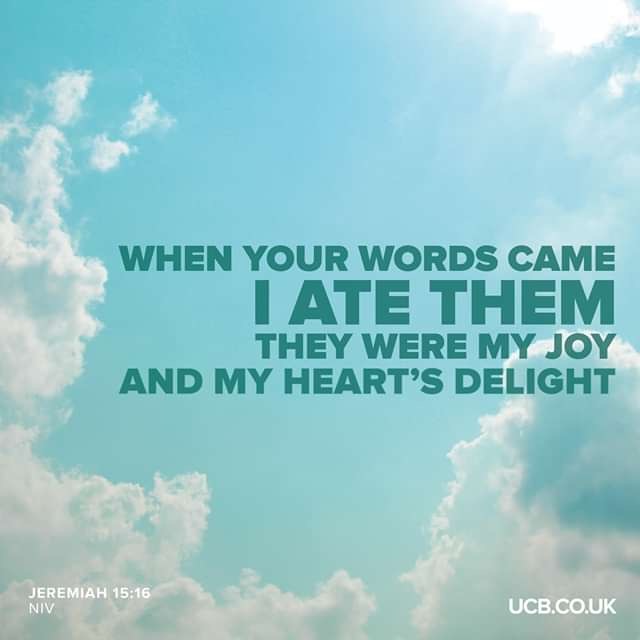 WHEN YOUR WORDS CAME
I ATE THEM
THEY WERE MY JOY
AND MY HEART'S DELIGHT
JEREMIAH 15:16
NIV
UCB.CO.UK